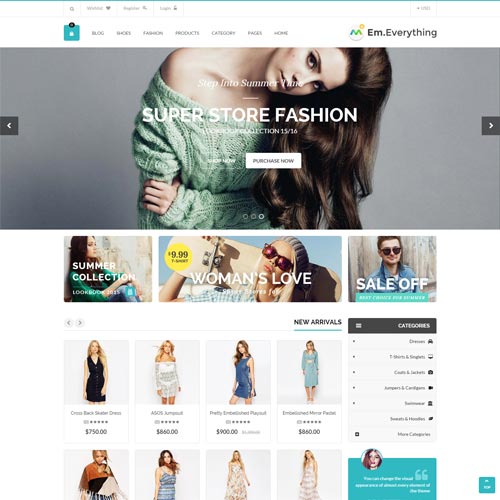 Wishlist
Register
Login
USD
0
BLOG
SHOES
FASHION
PRODUCTS
CATEGORY
PAGES
HOME
Em.Everything
Step Into Summer Time
SUPER STORE FASHION
LOOKBOOK COLLECTION 15/16
SHOP NOW
PURCHASE NOW
SUMMER
COLLECTION
LOOKBOOK 2015
$9.99
T-SHIRT
WOMAN'S LOVE
SALE OFF
BEST CHOICE FOR SUMMER
NEW ARRIVALS
CATEGORIES
Dresses
T-Shirts & Singlets
Coats & Jackets
Jumpers & Cardigans
Swimwear
Sweats & Hoodies
More Categories
Cross Back Skater Dress
$750.00
ASOS Jumpsuit
$860.00
Pretty Embellished Playsuit
$900.00
Embellished Mirror Pastel
$860.00
You can change the visual
appearance of almost every element of
the theme
TOP